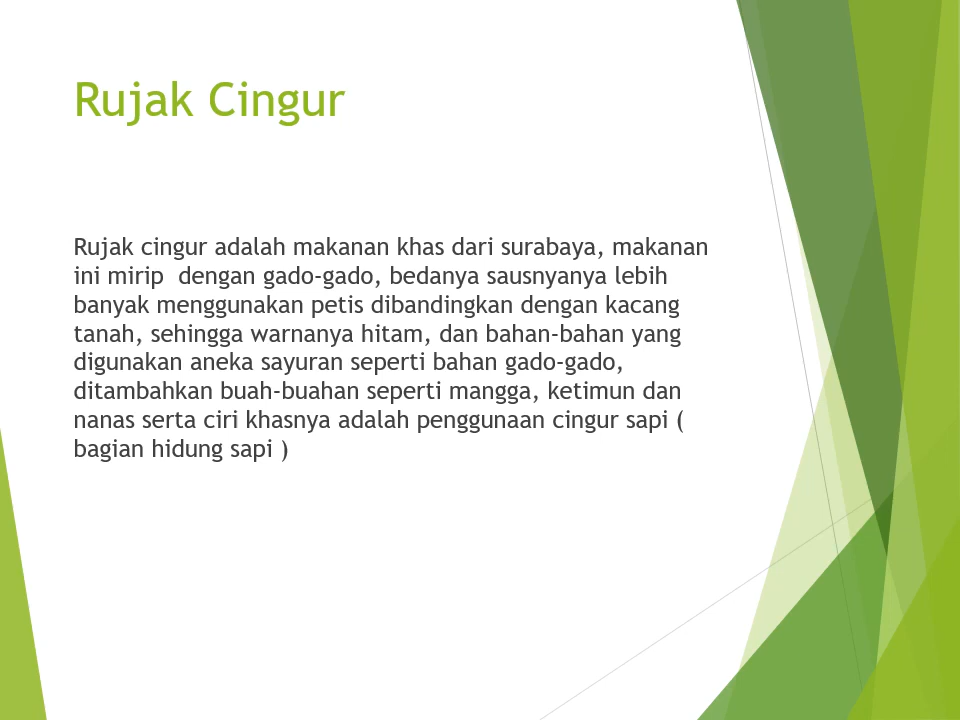 Rujak Cingur
Rujak cingur adalah makanan khas dari surabaya, makanan
ini mirip  dengan gado-gado, bedanya sausnyanya lebih
banyak menggunakan petis dibandingkan dengan kacang
tanah, sehingga warnanya hitam, dan bahan-bahan yang
digunakan aneka sayuran seperti bahan gado-gado,
ditambahkan buah-buahan seperti mangga, ketimun dan
nanas serta ciri khasnya adalah penggunaan cingur sapi (
bagian hidung sapi )